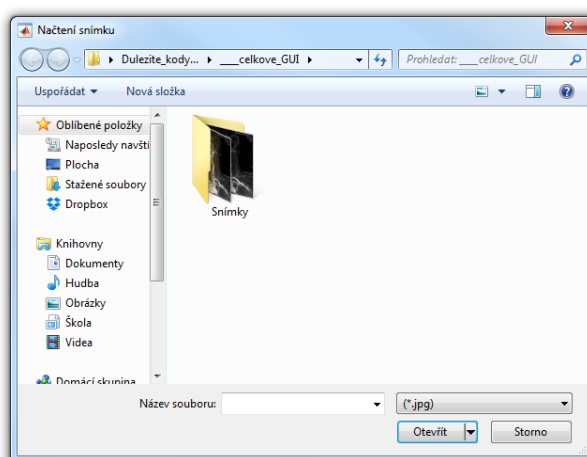 Načtení snímku
Dulezite_kody... ___celkove_GUI
Prohledat: ___celkove_GUI
Uspořádat Nová složka
Oblíbené položky
Naposledy navšti
Plocha
Stažené soubory
Dropbox
Knihovny
Dokumenty
Hudba
Obrázky
Škola
Videa
Domácí skupina
Snímky
Název souboru:
(*.jpg)
Otevřít
Storno